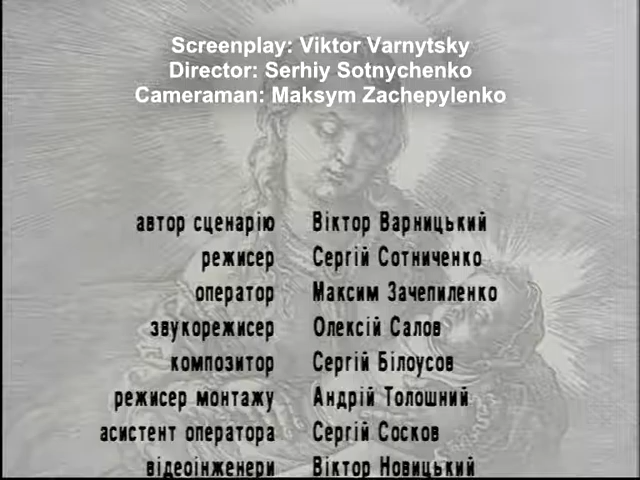 Screenplay: Viktor Varnytsky
Director: Serhiy Sotnychenko
Cameraman: Maksym Zachepylenko
автор сценарію Віктор Варницький
режисер Сергій Сотниченко
оператор Максим Зачепиленко
звукорежисер Олексій Салов
композитор Сергій Білоусов
режисер монтажу Андрій Толошний
асистент оператора Сергій Сосков
відеоінженери Віктор Новицький